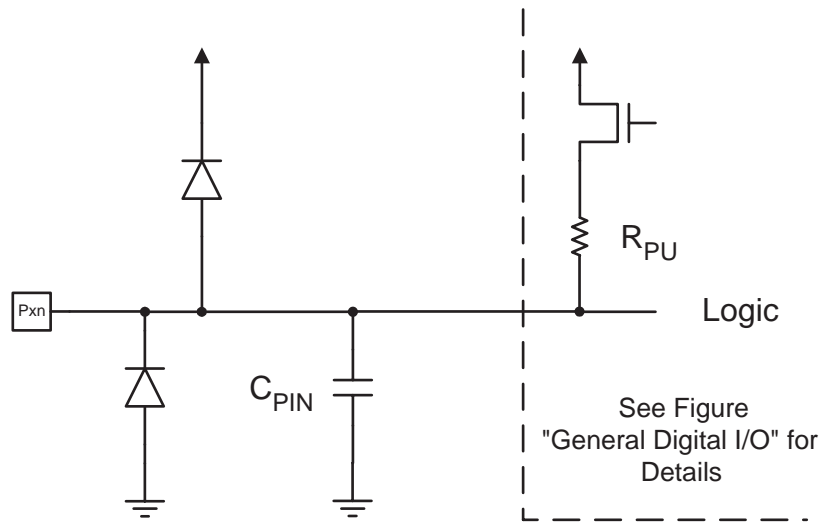 R_PU
Pxn
Logic
C_PIN
See Figure
"General Digital I/O" for
Details